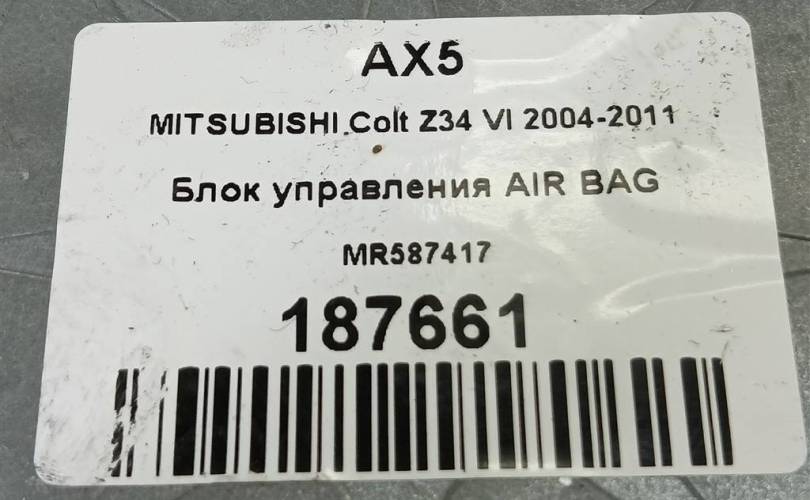 AX5
MITSUBISHI Colt Z34 VI 2004-2011
Блок управления AIR BAG
MR587417
187661